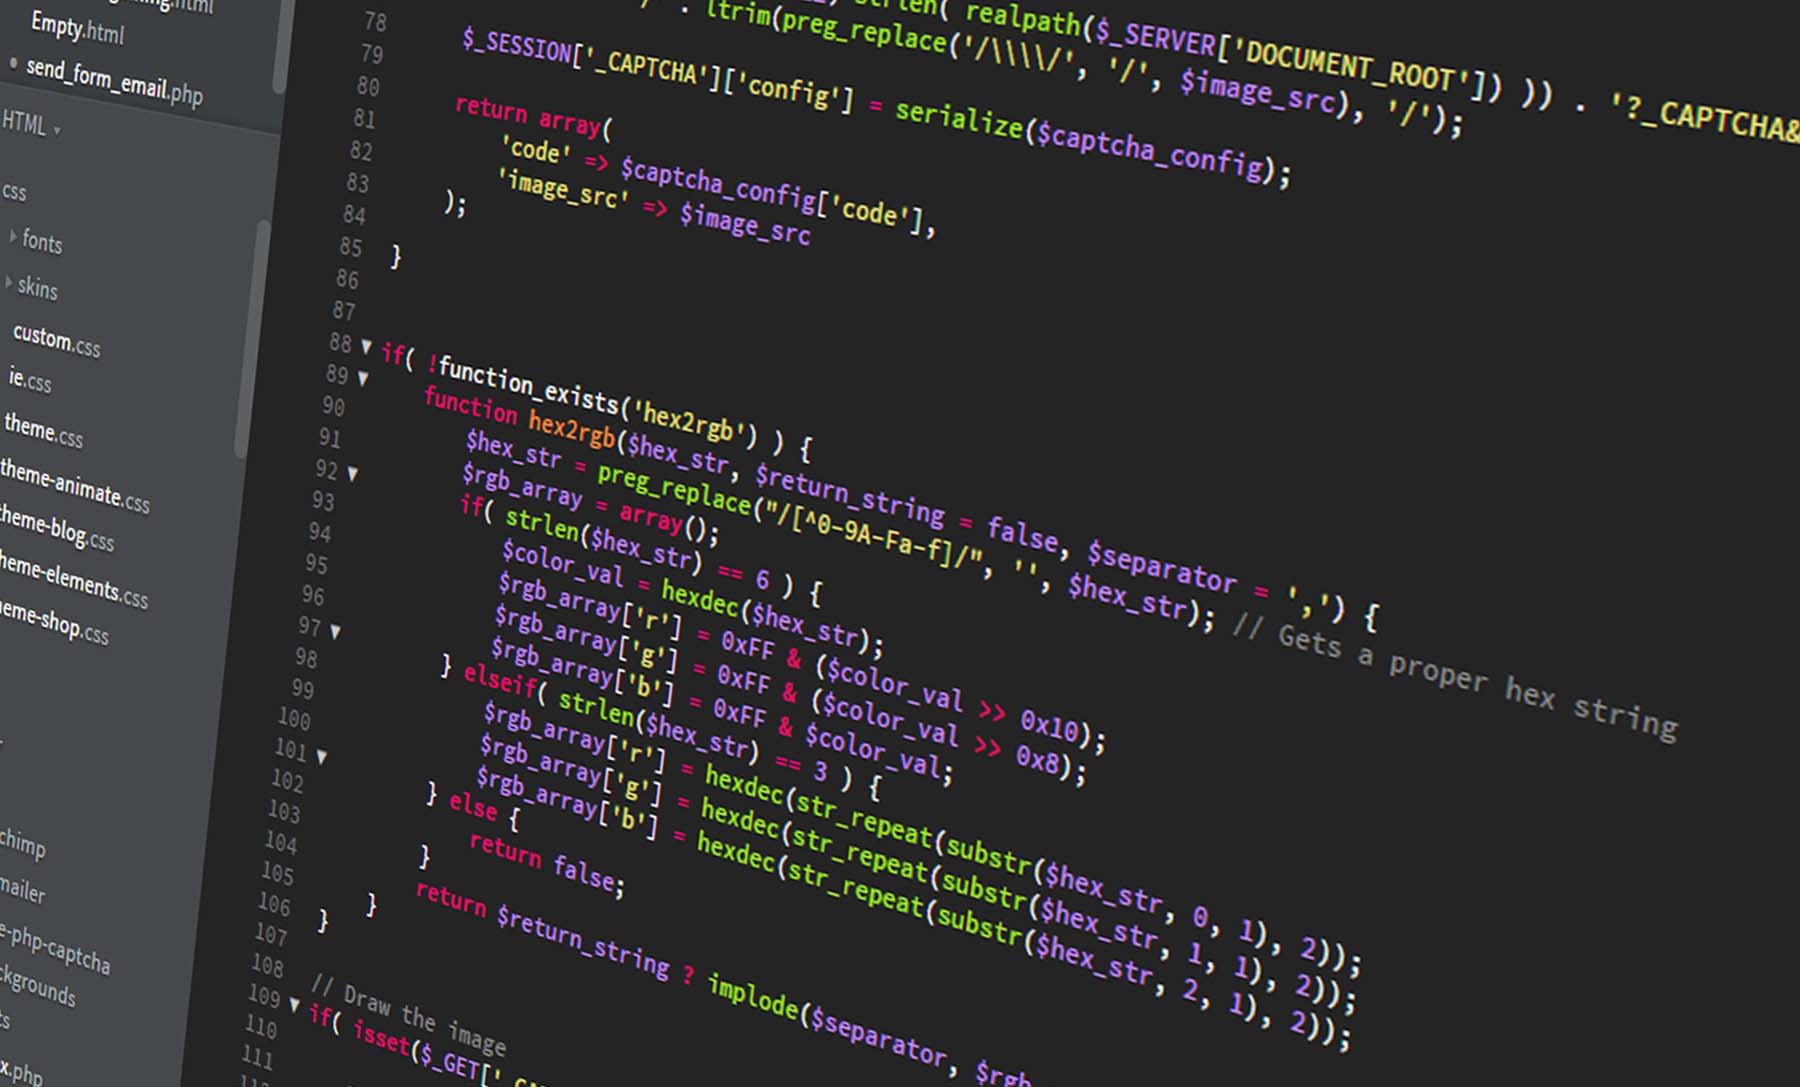 Empty.html
send_form_email.php
HTML
css
fonts
skins
custom.css
ie.css
theme.css
theme-animate.css
theme-blog.css
theme-elements.css
theme-shop.css
chimp
mailer
e-php-captcha
ckgrounds
ts
x.php
realpath($_SERVER['DOCUMENT_ROOT']) )) . '?_CAPTCHA&
78 . ltrim(preg_replace('/\\\\/', '/', $image_src), '/');
79 $_SESSION['_CAPTCHA']['config'] = serialize($captcha_config);
80
81 return array(
82 'code' => $captcha_config['code'],
83 'image_src' => $image_src
84 );
85 }
86
87
88 if( !function_exists('hex2rgb') ) {
89 function hex2rgb($hex_str, $return_string = false, $separator = ',') {
90 $hex_str = preg_replace("/[^0-9A-Fa-f]/", '', $hex_str); // Gets a proper hex string
91 $rgb_array = array();
92 if( strlen($hex_str) == 6 ) {
93 $color_val = hexdec($hex_str);
94 $rgb_array['r'] = 0xFF & ($color_val >> 0x10);
95 $rgb_array['g'] = 0xFF & ($color_val >> 0x8);
96 $rgb_array['b'] = 0xFF & $color_val;
97 } elseif( strlen($hex_str) == 3 ) {
98 $rgb_array['r'] = hexdec(str_repeat(substr($hex_str, 0, 1), 2));
99 $rgb_array['g'] = hexdec(str_repeat(substr($hex_str, 1, 1), 2));
100 $rgb_array['b'] = hexdec(str_repeat(substr($hex_str, 2, 1), 2));
101 } else {
102 return false;
103 }
104 return $return_string ? implode($separator, $rgb
105 }
106 }
107
108 // Draw the image
109 if( isset($_GET['
110
111